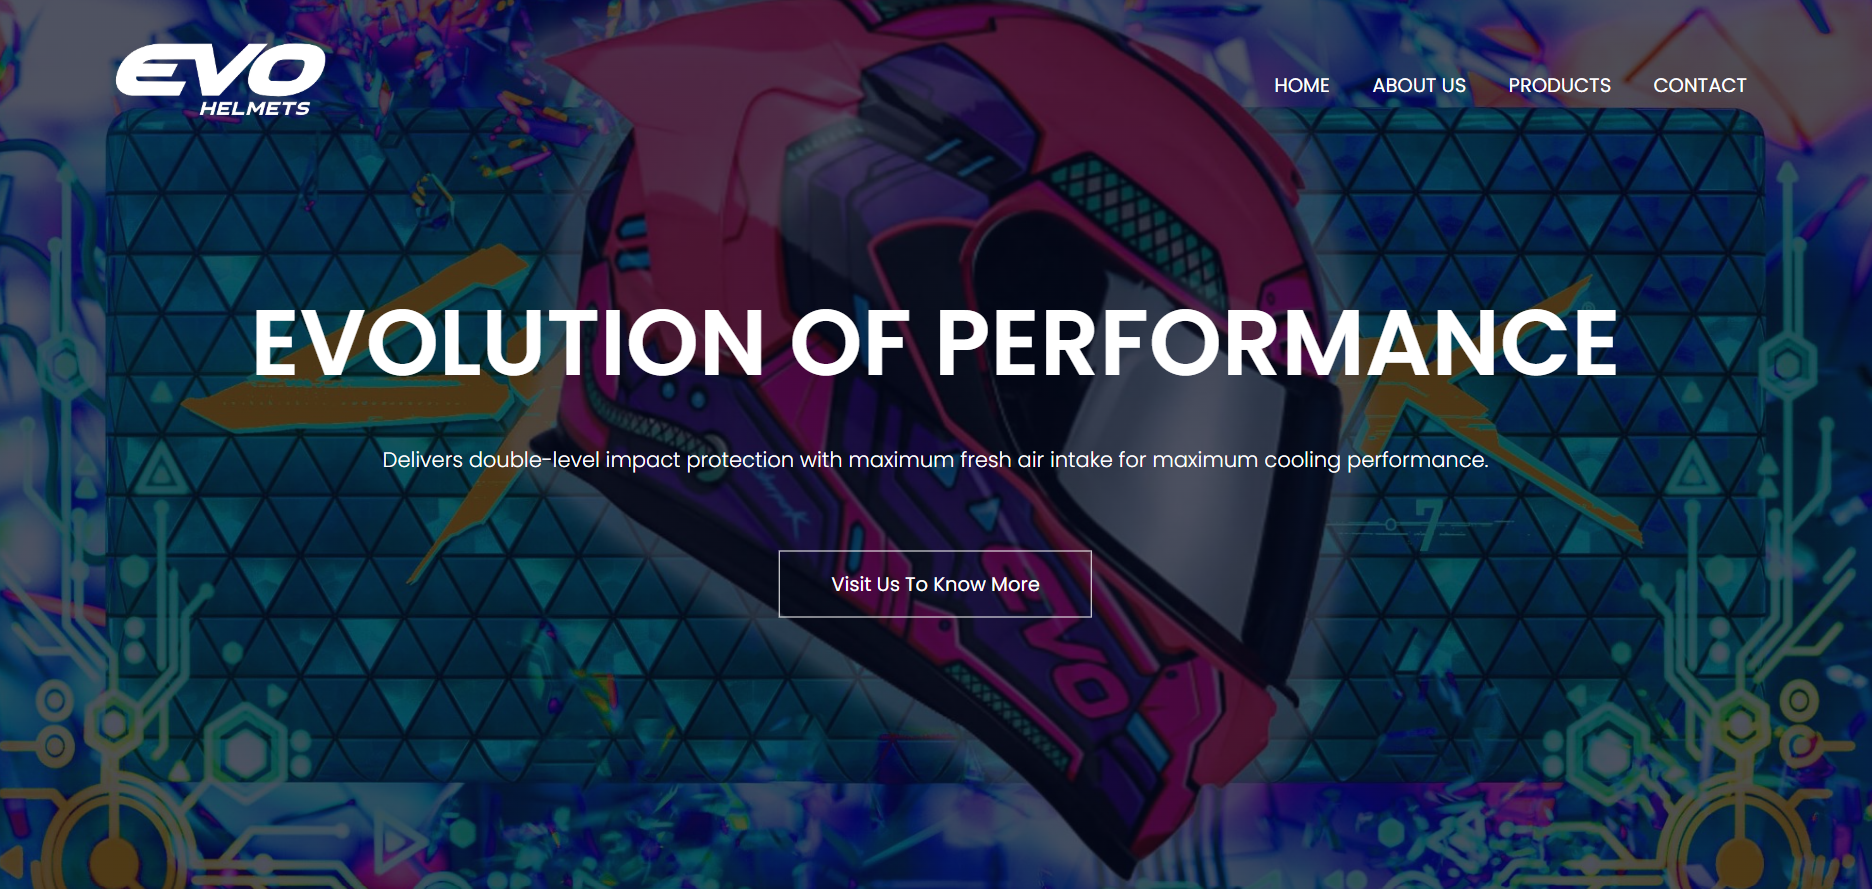 EVO
HELMETS
HOME ABOUT US PRODUCTS CONTACT
EVOLUTION OF PERFORMANCE
Delivers double-level impact protection with maximum fresh air intake for maximum cooling performance.
7
Visit Us To Know More
EVO